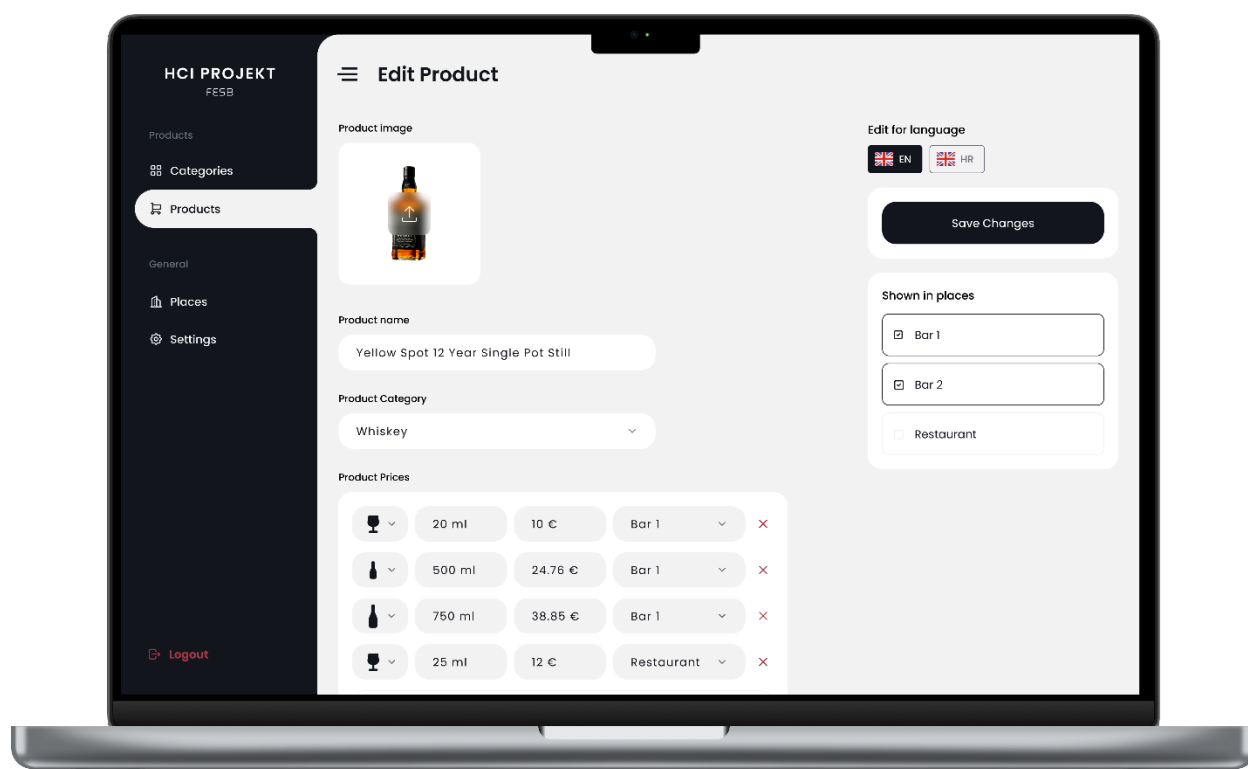 HCI PROJEKT
FESB
Products
Categories
Products
General
Places
Settings
Logout
Edit Product
Product image
Product name
Yellow Spot 12 Year Single Pot Still
Product Category
Whiskey
Product Prices
20 ml 10 € Bar 1
500 ml 24.76 € Bar 1
750 ml 38.85 € Bar 1
25 ml 12 € Restaurant
Edit for language
EN HR
Save Changes
Shown in places
Bar 1
Bar 2
Restaurant